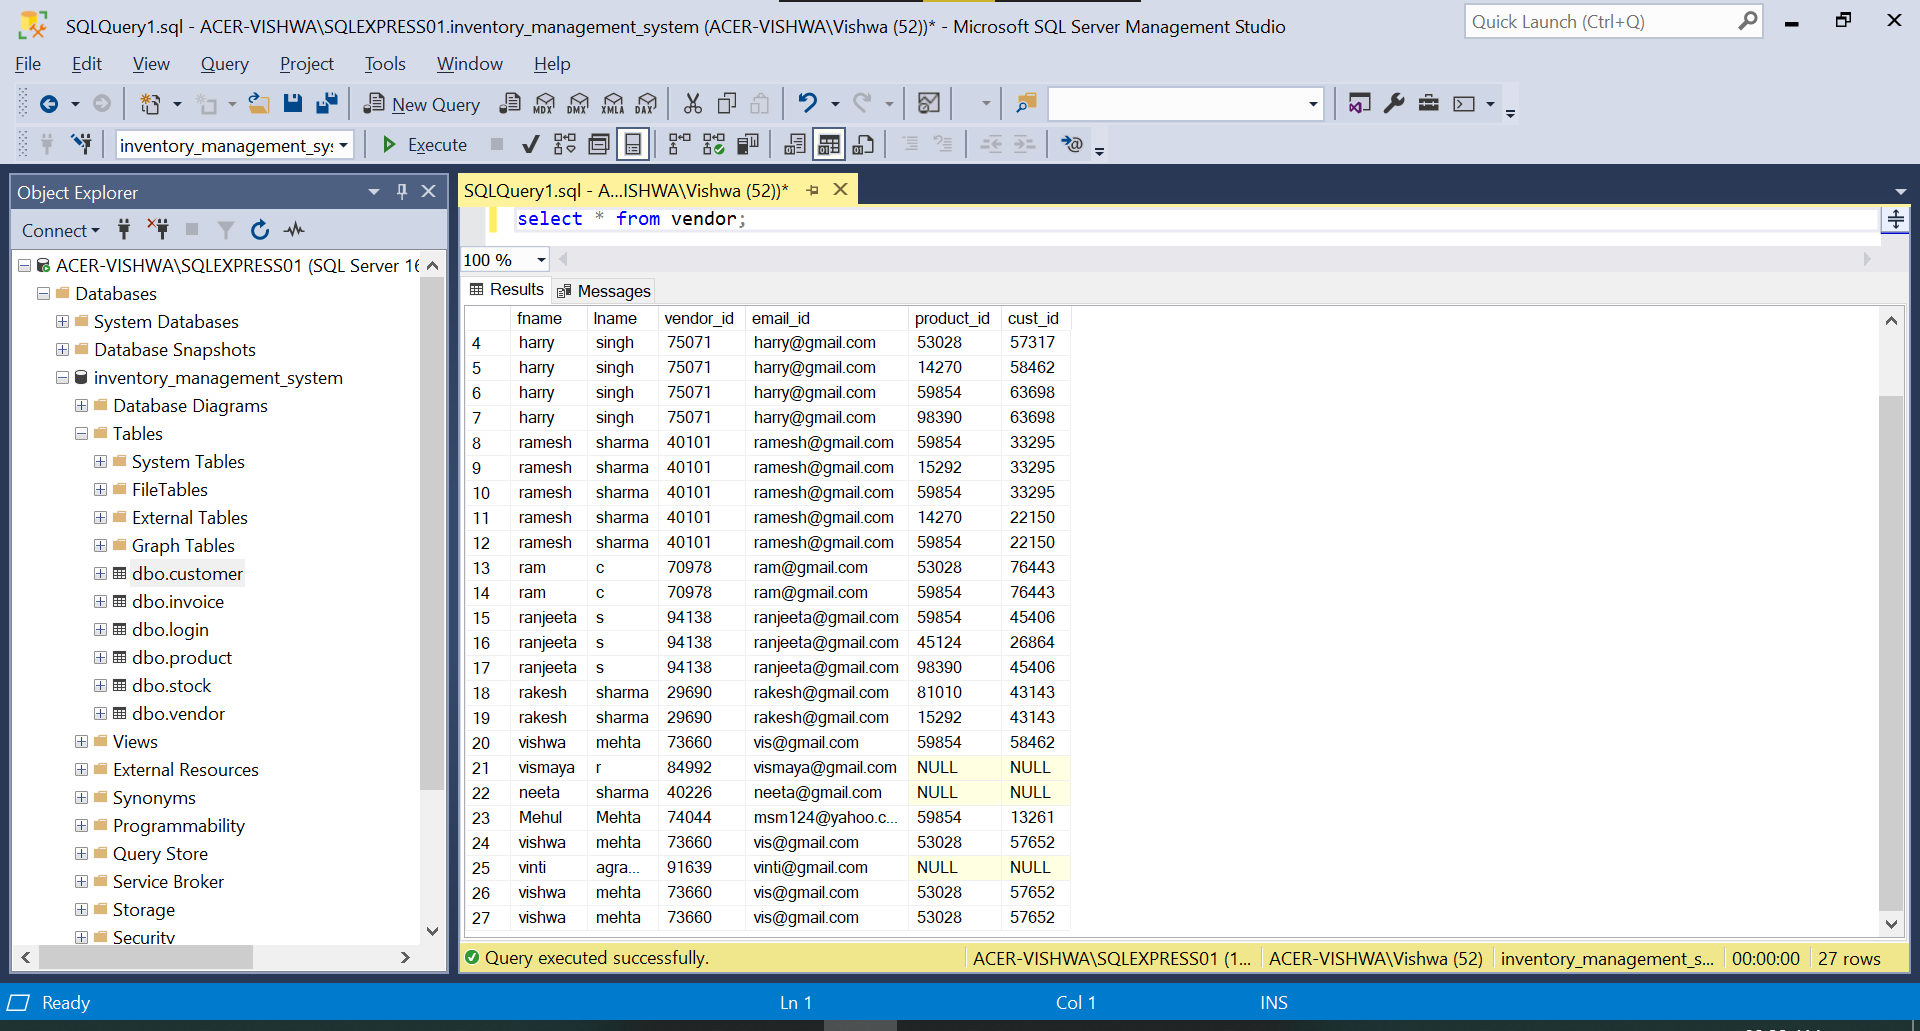 SQLQuery1.sql - ACER-VISHWA\SQLEXPRESS01.inventory_management_system (ACER-VISHWA\Vishwa (52))* - Microsoft SQL Server Management Studio
Quick Launch (Ctrl+Q)
File Edit View Query Project Tools Window Help
New Query MDX DMX XMLA DAX
inventory_management_sys Execute
Object Explorer
Connect
ACER-VISHWA\SQLEXPRESS01 (SQL Server 16
Databases
System Databases
Database Snapshots
inventory_management_system
Database Diagrams
Tables
System Tables
FileTables
External Tables
Graph Tables
dbo.customer
dbo.invoice
dbo.login
dbo.product
dbo.stock
dbo.vendor
Views
External Resources
Synonyms
Programmability
Query Store
Service Broker
Storage
Security
SQLQuery1.sql - A...ISHWA\Vishwa (52))*
select * from vendor;
100 %
Results Messages
fname lname vendor_id email_id product_id cust_id
4 harry singh 75071 harry@gmail.com 53028 57317
5 harry singh 75071 harry@gmail.com 14270 58462
6 harry singh 75071 harry@gmail.com 59854 63698
7 harry singh 75071 harry@gmail.com 98390 63698
8 ramesh sharma 40101 ramesh@gmail.com 59854 33295
9 ramesh sharma 40101 ramesh@gmail.com 15292 33295
10 ramesh sharma 40101 ramesh@gmail.com 59854 33295
11 ramesh sharma 40101 ramesh@gmail.com 14270 22150
12 ramesh sharma 40101 ramesh@gmail.com 59854 22150
13 ram c 70978 ram@gmail.com 53028 76443
14 ram c 70978 ram@gmail.com 59854 76443
15 ranjeeta s 94138 ranjeeta@gmail.com 59854 45406
16 ranjeeta s 94138 ranjeeta@gmail.com 45124 26864
17 ranjeeta s 94138 ranjeeta@gmail.com 98390 45406
18 rakesh sharma 29690 rakesh@gmail.com 81010 43143
19 rakesh sharma 29690 rakesh@gmail.com 15292 43143
20 vishwa mehta 73660 vis@gmail.com 59854 58462
21 vismaya r 84992 vismaya@gmail.com NULL NULL
22 neeta sharma 40226 neeta@gmail.com NULL NULL
23 Mehul Mehta 74044 msm124@yahoo.c... 59854 13261
24 vishwa mehta 73660 vis@gmail.com 53028 57652
25 vinti agra... 91639 vinti@gmail.com NULL NULL
26 vishwa mehta 73660 vis@gmail.com 53028 57652
27 vishwa mehta 73660 vis@gmail.com 53028 57652
Query executed successfully. ACER-VISHWA\SQLEXPRESS01 (1... ACER-VISHWA\Vishwa (52) inventory_management_s... 00:00:00 27 rows
Ready Ln 1 Col 1 INS